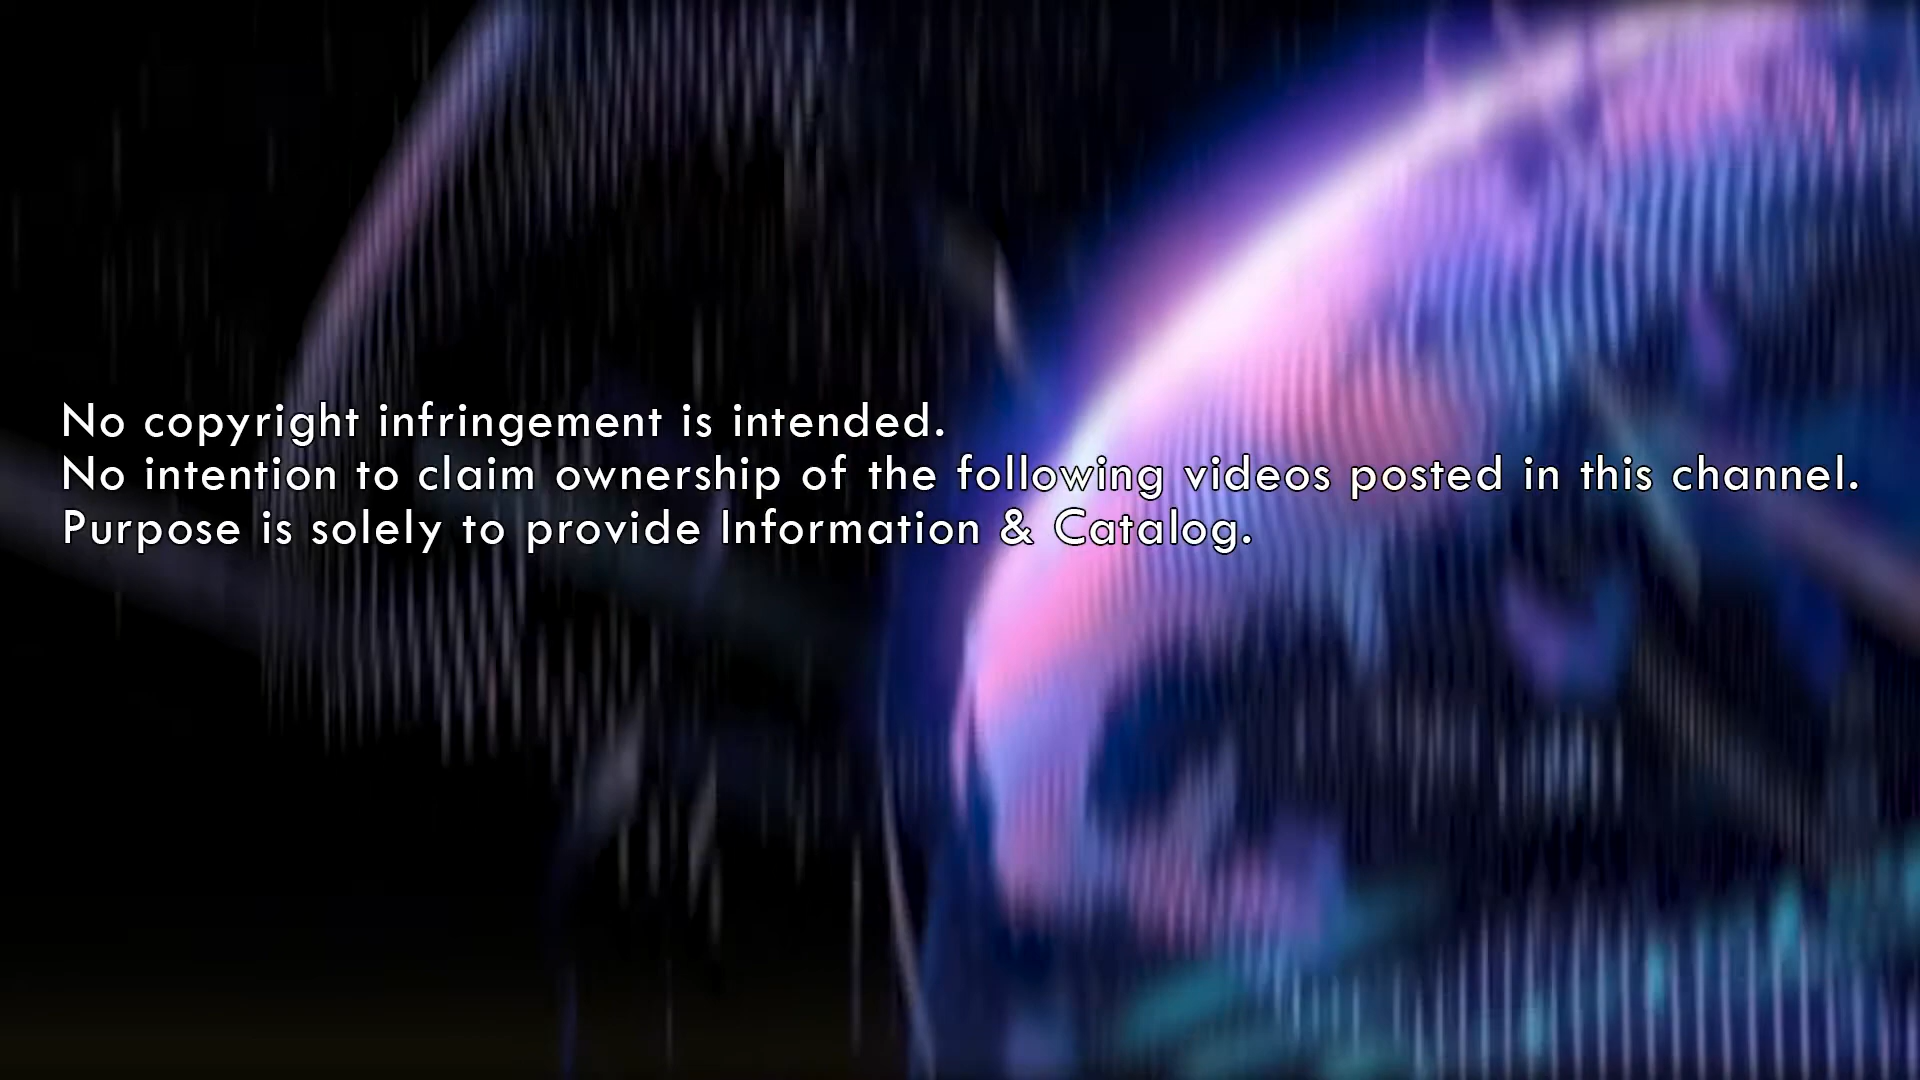 No copyright infringement is intended.
No intention to claim ownership of the following videos posted in this channel.
Purpose is solely to provide Information & Catalog.